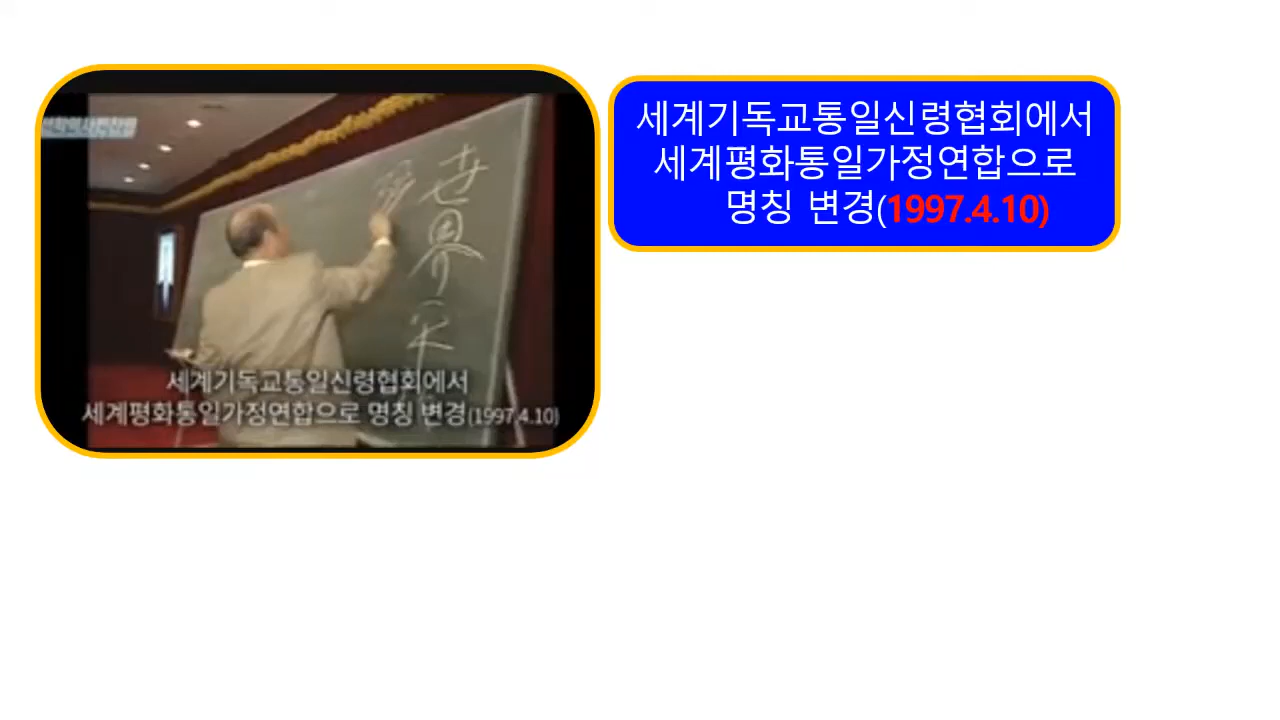 世界平
세계기독교통일신령협회에서
세계평화통일가정연합으로 명칭 변경(1997.4.10)
세계기독교통일신령협회에서
세계평화통일가정연합으로
명칭 변경(1997.4.10)